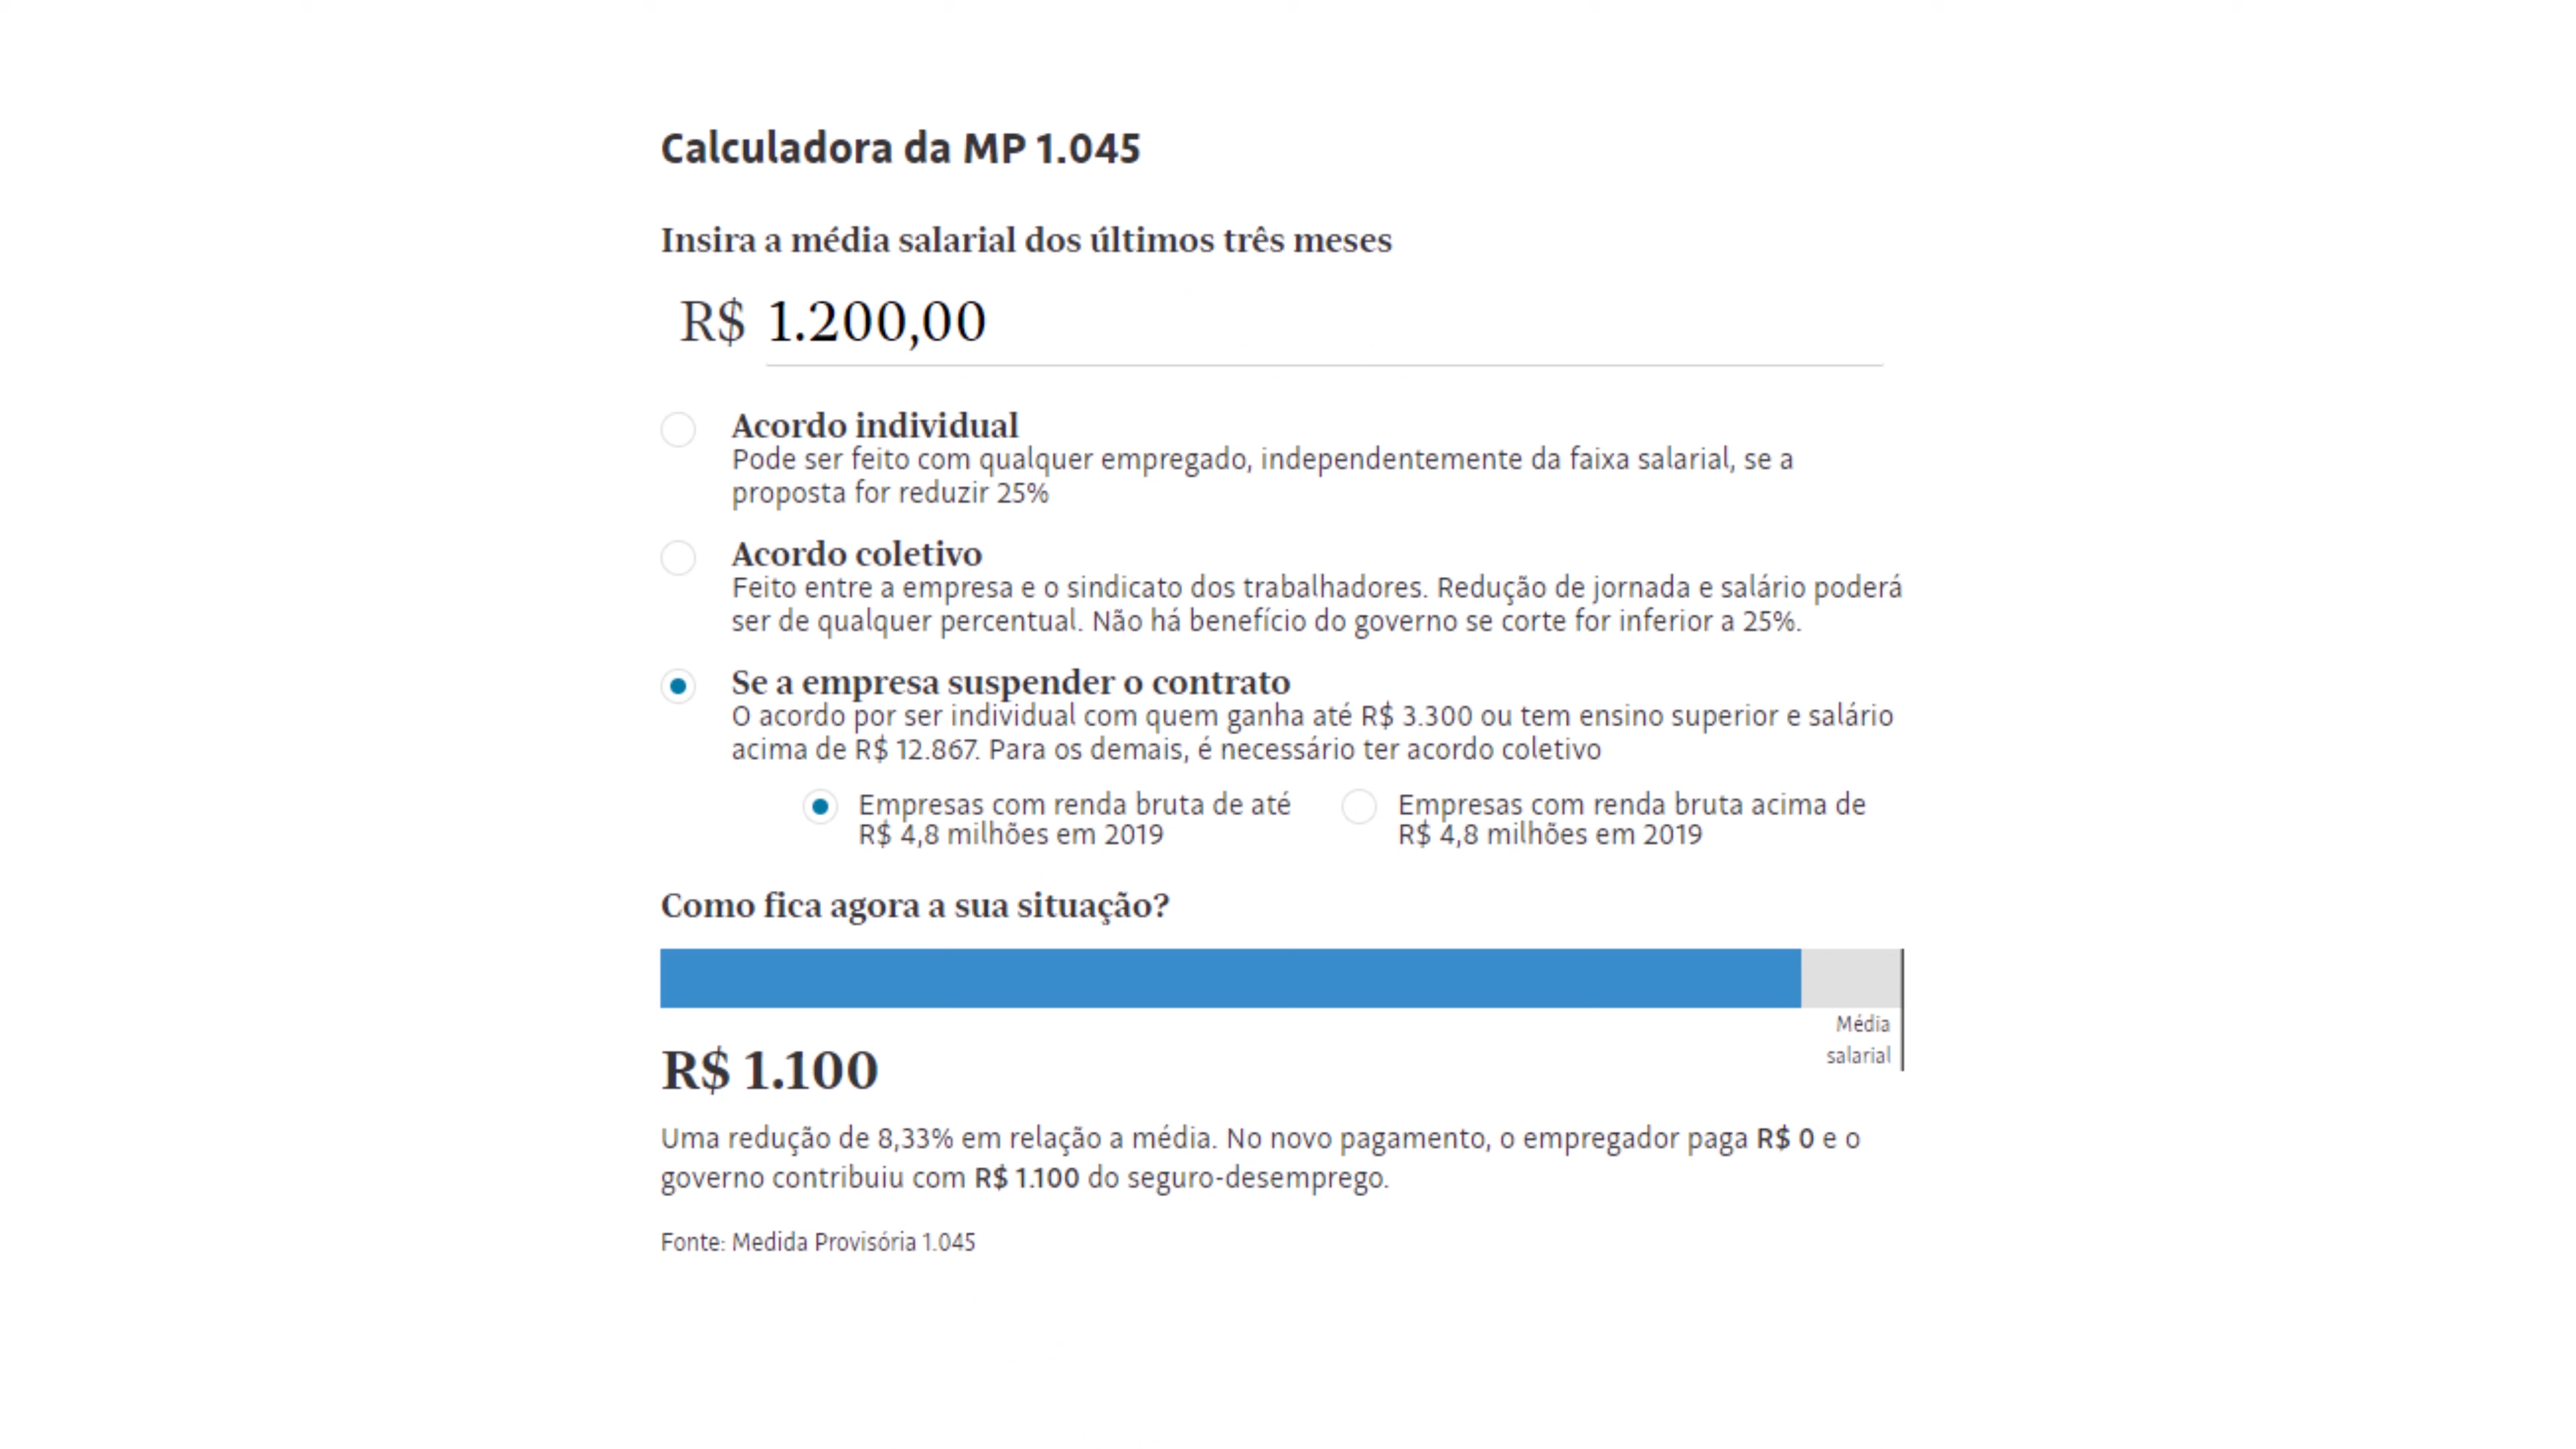 Calculadora da MP 1.045
Insira a média salarial dos últimos três meses
R$ 1.200,00
Acordo individual
Pode ser feito com qualquer empregado, independentemente da faixa salarial, se a
proposta for reduzir 25%
Acordo coletivo
Feito entre a empresa e o sindicato dos trabalhadores. Redução de jornada e salário poderá
ser de qualquer percentual. Não há benefício do governo se corte for inferior a 25%.
Se a empresa suspender o contrato
O acordo por ser individual com quem ganha até R$ 3.300 ou tem ensino superior e salário
acima de R$ 12.867. Para os demais, é necessário ter acordo coletivo
Empresas com renda bruta de até
R$ 4,8 milhões em 2019
Empresas com renda bruta acima de
R$ 4,8 milhões em 2019
Como fica agora a sua situação?
Média
salarial
R$ 1.100
Uma redução de 8,33% em relação a média. No novo pagamento, o empregador paga R$ 0 e o
governo contribuiu com R$ 1.100 do seguro-desemprego.
Fonte: Medida Provisória 1.045